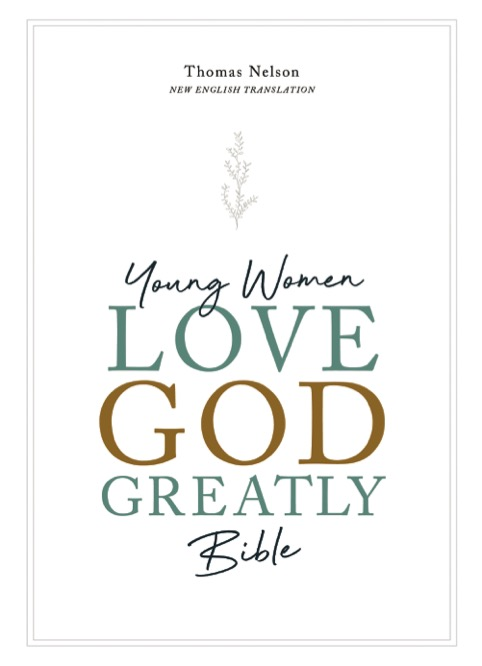 Thomas Nelson
NEW ENGLISH TRANSLATION
Young Women
LOVE
GOD
GREATLY
Bible